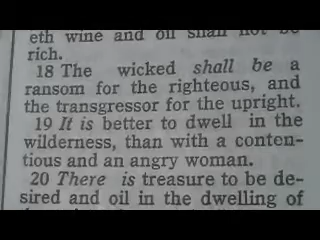 eth wine and oil shall not be
rich.
18 The wicked shall be a
ransom for the righteous, and
the transgressor for the upright.
19 It is better to dwell in the
wilderness, than with a conten-
tious and an angry woman.
20 There is treasure to be de-
sired and oil in the dwelling of